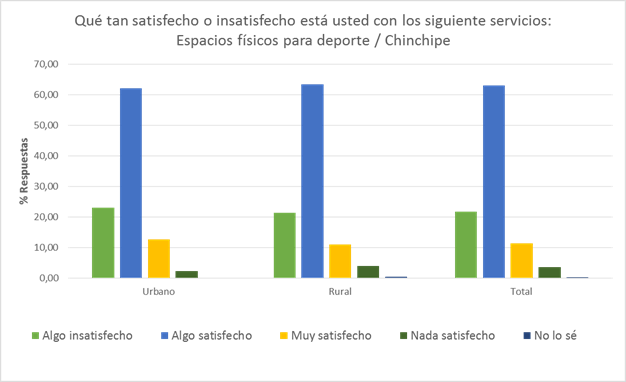 Qué tan satisfecho o insatisfecho está usted con los siguiente servicios:
Espacios físicos para deporte / Chinchipe
% Respuestas
70,00
60,00
50,00
40,00
30,00
20,00
10,00
0,00
Urbano Rural Total
Algo insatisfecho Algo satisfecho Muy satisfecho Nada satisfecho No lo sé